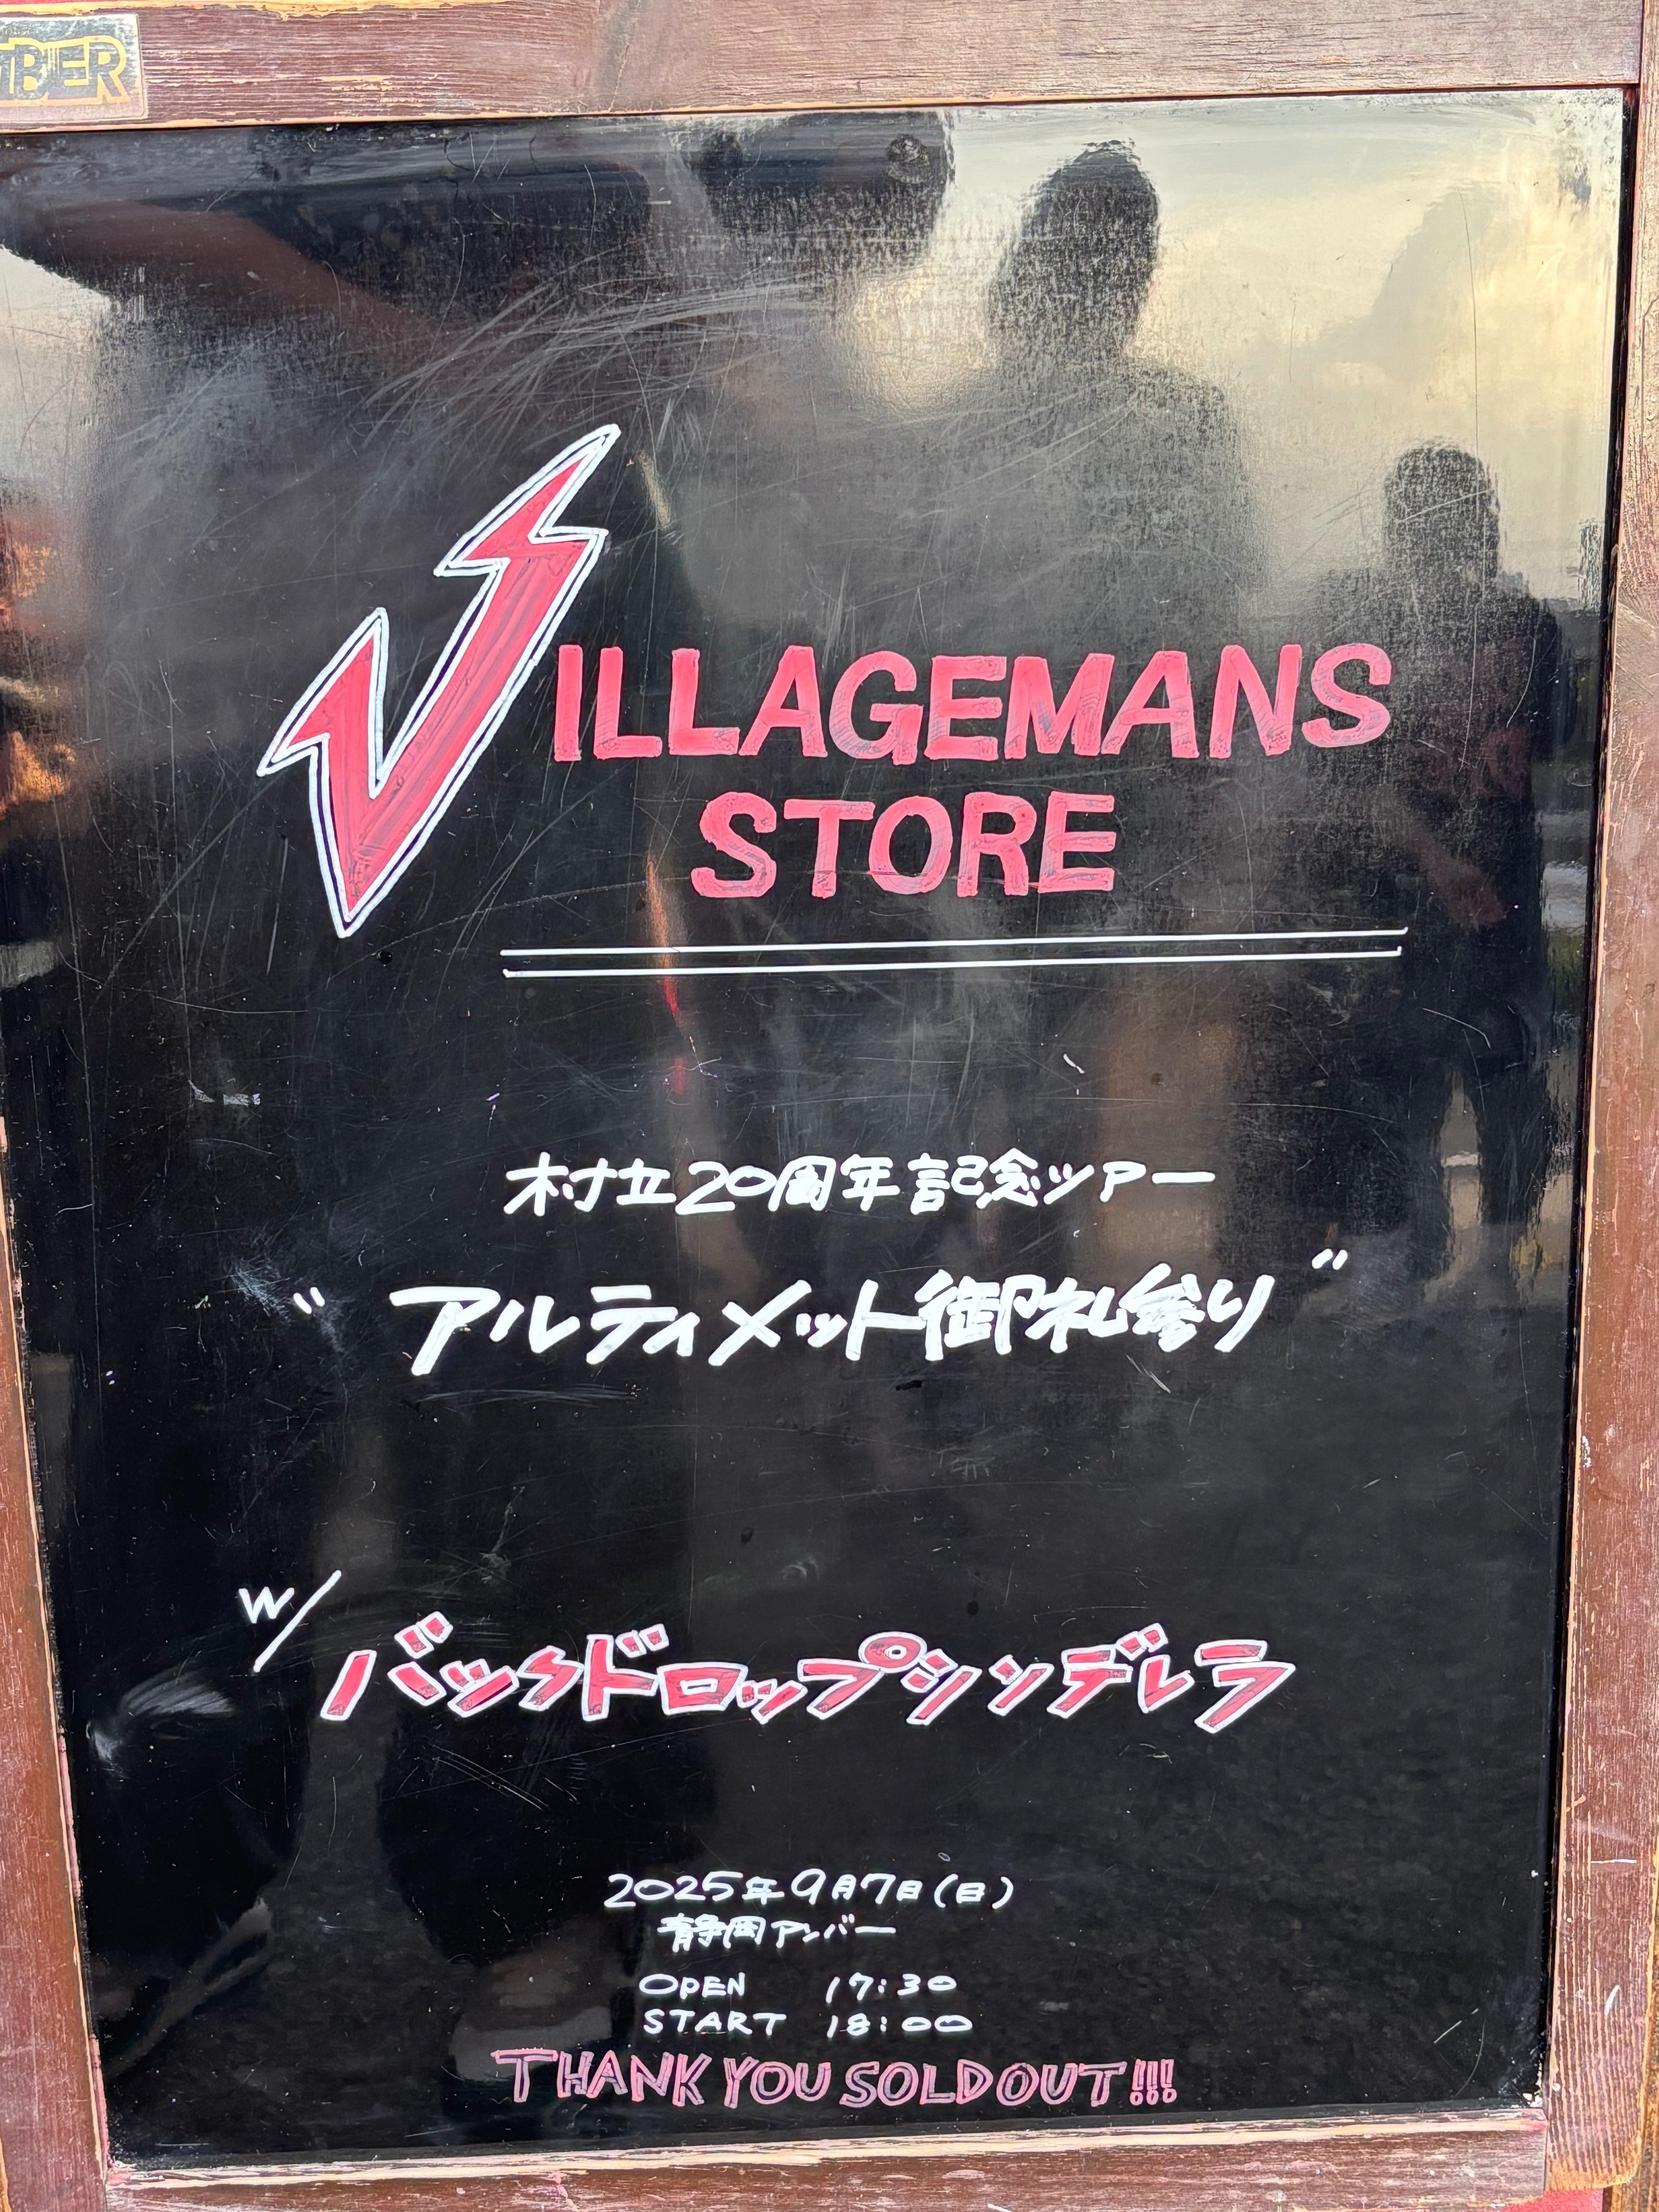 VILLAGEMANS
STORE
村立20周年記念ツアー
"アルティメット御礼参り"
w/
バックドロップシンデレラ
2025年9月7日(日)
静岡アンバー
OPEN 17:30
START 18:00
THANK YOU SOLD OUT!!!